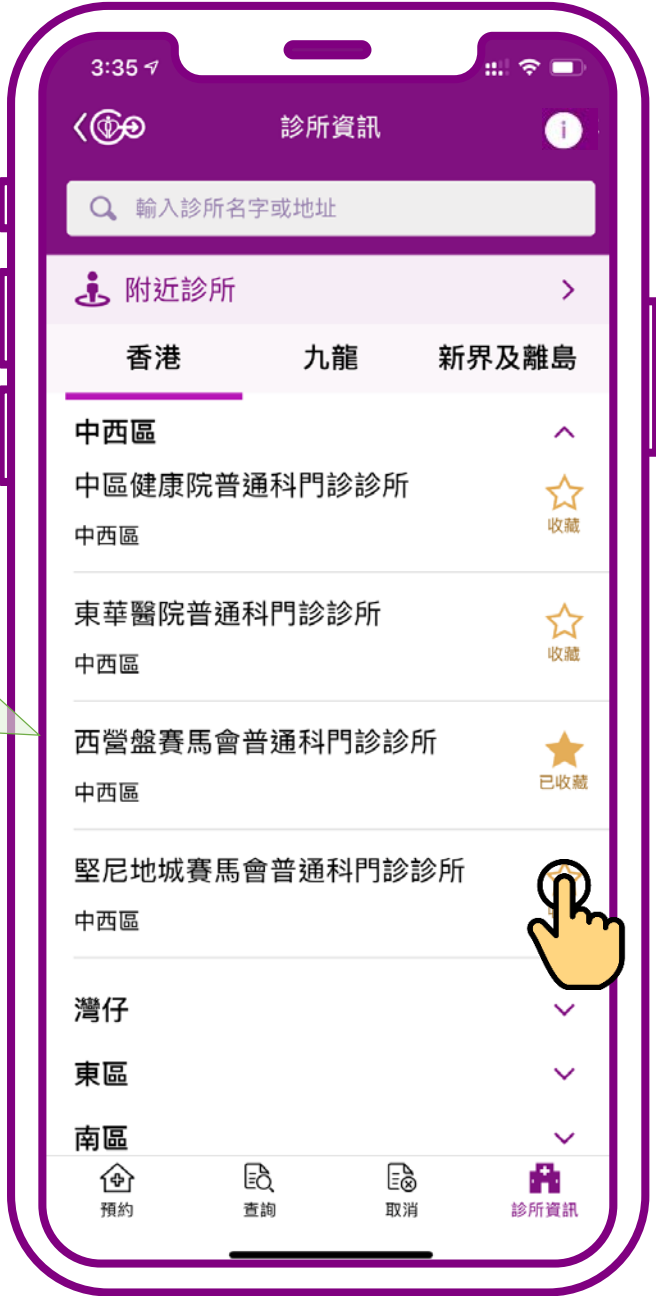 3:35
診所資訊
i
輸入診所名字或地址
附近診所
香港 九龍 新界及離島
中西區
中區健康院普通科門診診所
收藏
中西區
東華醫院普通科門診診所
收藏
中西區
西營盤賽馬會普通科門診診所
已收藏
中西區
堅尼地城賽馬會普通科門診診所
中西區
灣仔
東區
南區
預約 查詢 取消 診所資訊